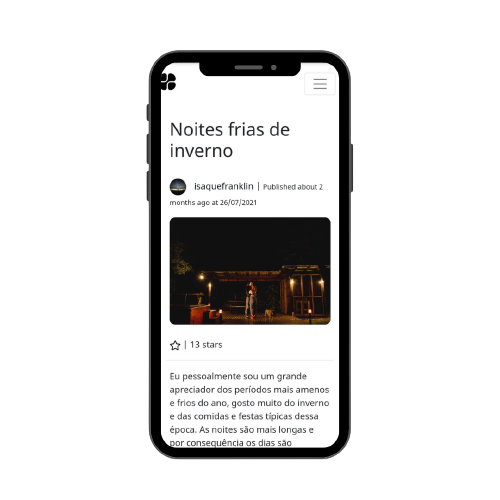 Noites frias de
inverno
isaquefranklin | Published about 2
months ago at 26/07/2021
| 13 stars
Eu pessoalmente sou um grande
apreciador dos períodos mais amenos
e frios do ano, gosto muito do inverno
e das comidas e festas típicas dessa
época. As noites são mais longas e
por consequência os dias são